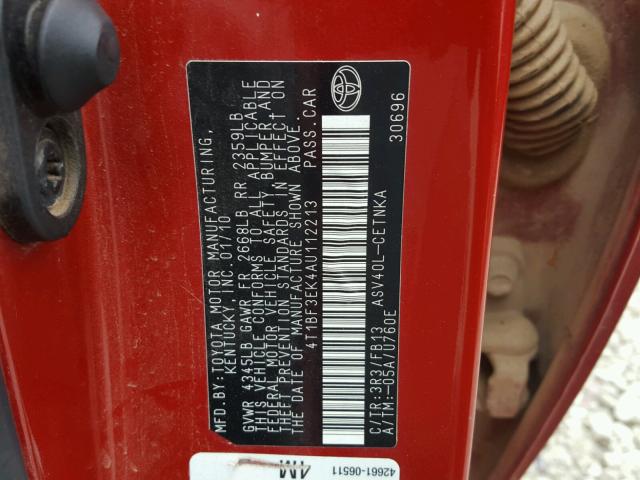 MFD.BY: TOYOTA MOTOR MANUFACTURING,
KENTUCKY, INC. 01/10
GVWR 4345LB GAWR FR 2668LB RR 2359LB
THIS VEHICLE CONFORMS TO ALL APPLICABLE
FEDERAL MOTOR VEHICLE SAFETY, BUMPER, AND
THEFT PREVENTION STANDARDS IN EFFECT ON
THE DATE OF MANUFACTURE SHOWN ABOVE.
4T1BF3EK4AU112213 PASS.CAR
C/TR: 3R3/FB13 ASV40L-CETNKA
A/TM: -05A/U760E 30696
42661-06511
4M